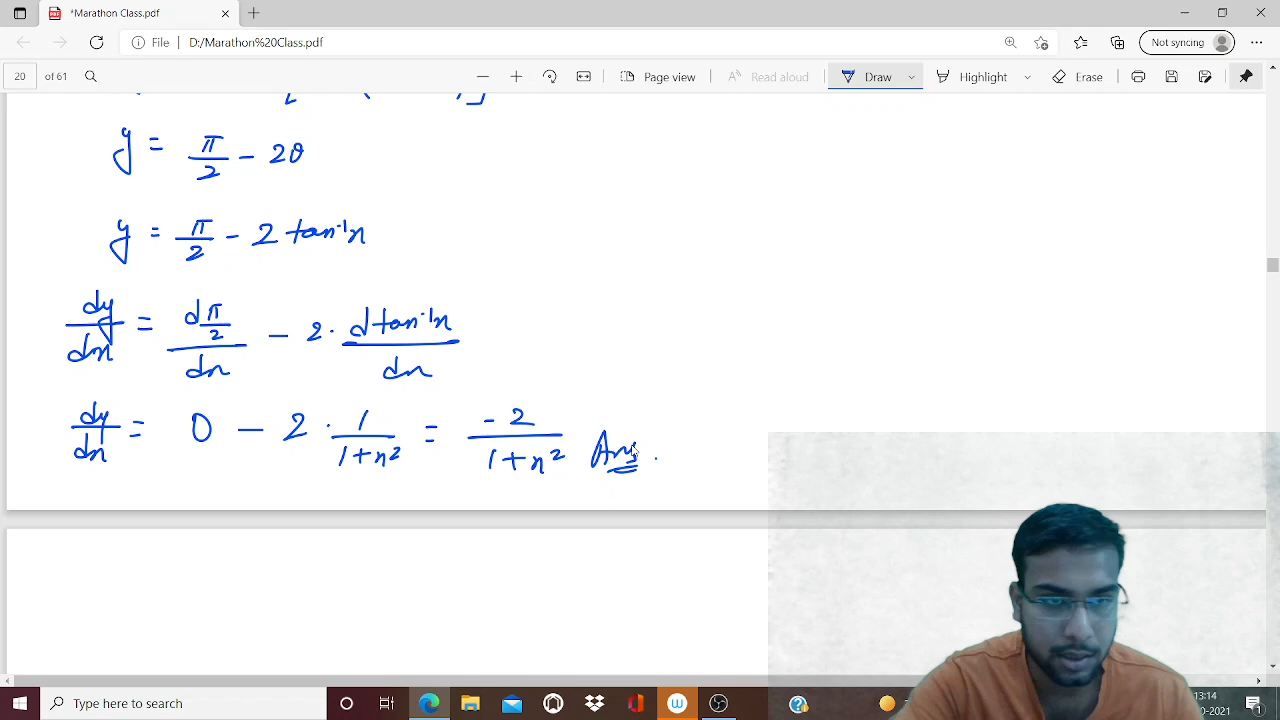 *Marathon Class.pdf
File D:/Marathon%20Class.pdf Not syncing
20 of 61 Page view Read aloud Draw Highlight Erase
y = π/2 - 2θ
y = π/2 - 2 tan⁻¹x
dy/dx = dπ/2/dx - 2 · d tan⁻¹x/dx
dy/dx = 0 - 2 · 1/1+x² = -2/1+x² Ans.
Type here to search
13:14
-2021